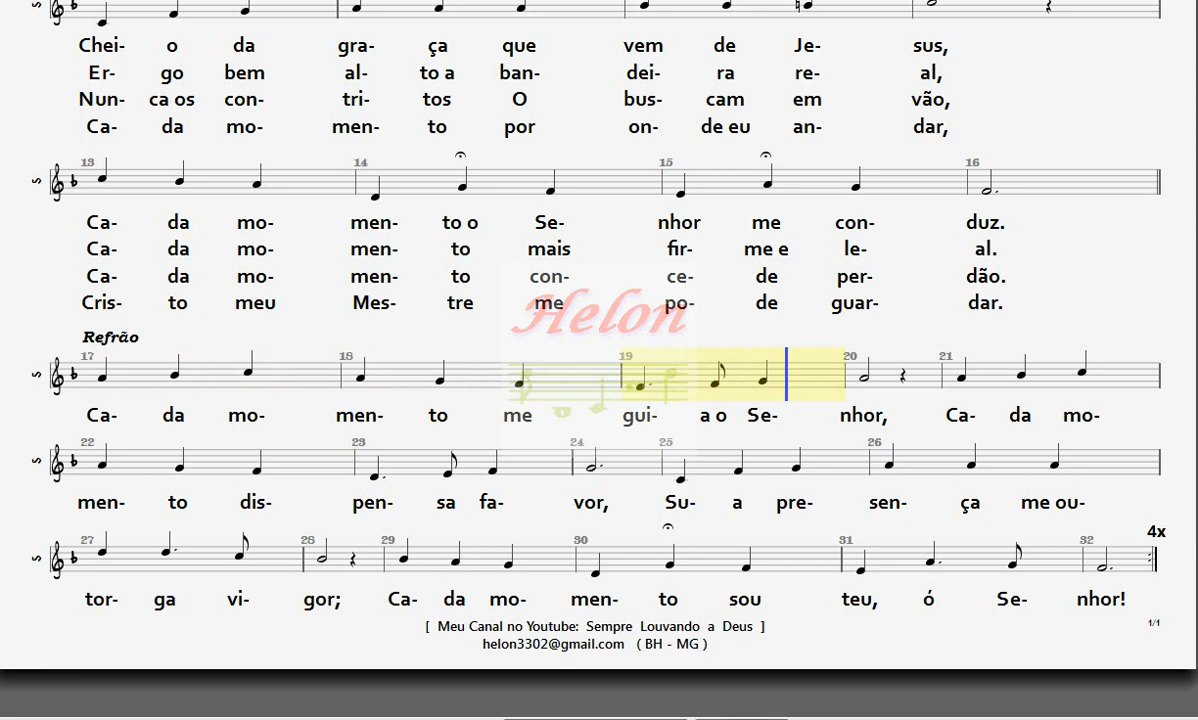 Chei- o da gra- ça que vem de Je- sus,
Er- go bem al- to a ban- dei- ra re- al,
Nun- ca os con- tri- tos O bus- cam em vão,
Ca- da mo- men- to por on- de eu an- dar,
13 14 15 16
S
Ca- da mo- men- to o Se- nhor me con- duz.
Ca- da mo- men- to mais fir- me e le- al.
Ca- da mo- men- to con- ce- de per- dão.
Cris- to meu Mes- tre me po- de guar- dar.
Helon
Refrão
17 18 19 20 21
S
Ca- da mo- men- to me gui- a o Se- nhor, Ca- da mo-
22 23 24 25 26
S
men- to dis- pen- sa fa- vor, Su- a pre- sen- ça me ou-
4x
27 28 29 30 31 32
S
tor- ga vi- gor; Ca- da mo- men- to sou teu, ó Se- nhor!
[ Meu Canal no Youtube: Sempre Louvando a Deus ]
1/1
helon3302@gmail.com ( BH - MG )